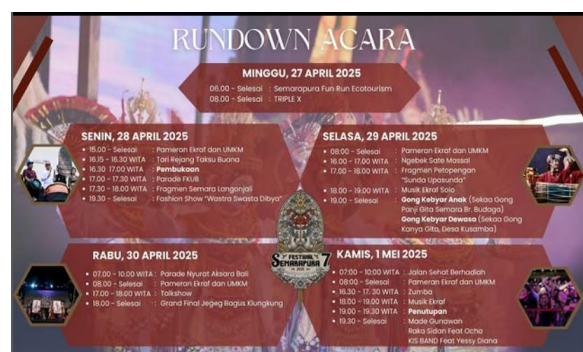 RUNDOWN ACARA
MINGGU, 27 APRIL 2025
06.00 - Selesai : Semarapura Fun Run Ecotourism
08.00 - Selesai : TRIPLE X
SENIN, 28 APRIL 2025
• 15.00 - Selesai : Pameran Ekraf dan UMKM
• 16.15 - 16.30 WITA : Tari Rejang Taksu Buana
• 16.30 17.00 WITA : Pembukaan
• 17.00 - 17.30 WITA : Parade FKUB
• 17.30 - 18.00 WITA : Fragmen Semara Langonjali
• 19.30 - Selesai : Fashion Show "Wastra Swasta Dibya"
SELASA, 29 APRIL 2025
• 08:00 - Selesai : Pameran Ekraf dan UMKM
• 16.00 - 17.00 WITA : Ngebek Sate Massal
• 17.00 - 18.00 WITA : Fragmen Petopengan
"Sunda Upasunda"
• 18.00 - 19.00 WITA : Musik Ekraf Solo
• 19.00 - Selesai : Gong Kebyar Anak (Sekaa Gong
Panji Gita Semara Br. Budaga)
Gong Kebyar Dewasa (Sekaa Gong
Kanya Gita, Desa Kusamba)
FESTIVAL
SEMARAPURA 7
2025
RABU, 30 APRIL 2025
• 07.00 - 10.00 WITA : Parade Nyurat Aksara Bali
• 08.00 - Selesai : Pameran Ekraf dan UMKM
• 17.00 - 18.00 WITA : Talkshow
• 18.00 - Selesai : Grand Final Jegeg Bagus Klungkung
KAMIS, 1 MEI 2025
• 07:00 - 10:00 WITA : Jalan Sehat Berhadiah
• 08:00 - Selesai : Pameran Ekraf dan UMKM
• 16.30 - 17. 30 WITA : Zumba
• 18.00 - 19.00 WITA : Musik Ekraf
• 19.00 - 19.30 WITA : Penutupan
• 19.30 - Selesai : Made Gunawan
Raka Sidan Feat Ocha
KIS BAND Feat Yessy Diana